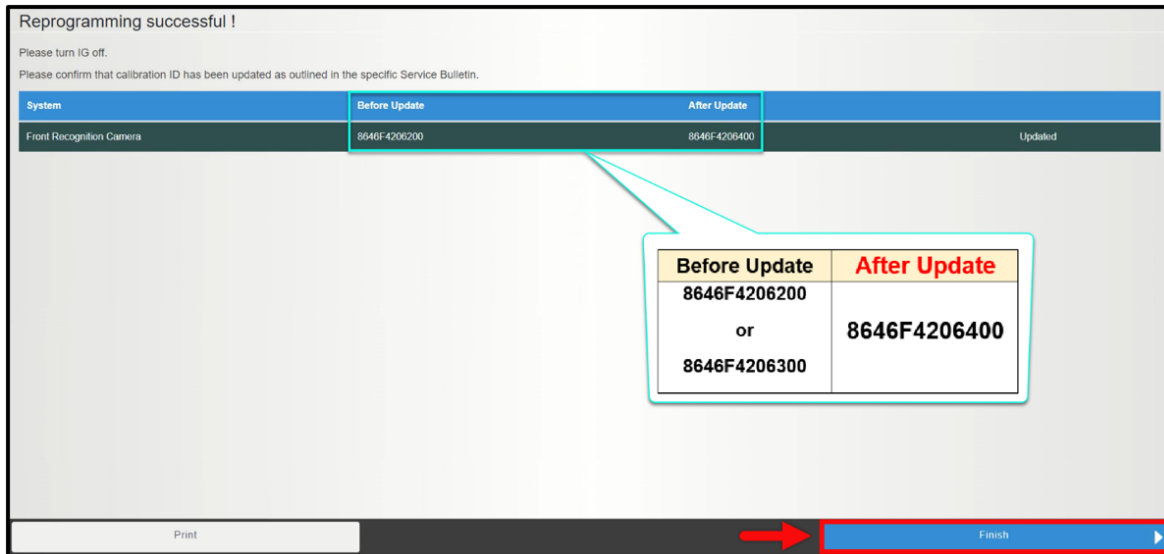 Reprogramming successful !
Please turn IG off.
Please confirm that calibration ID has been updated as outlined in the specific Service Bulletin.
System Before Update After Update
Front Recognition Camera 8646F4206200 8646F4206400 Updated
Before Update After Update
8646F4206200
or 8646F4206400
8646F4206300
Print Finish